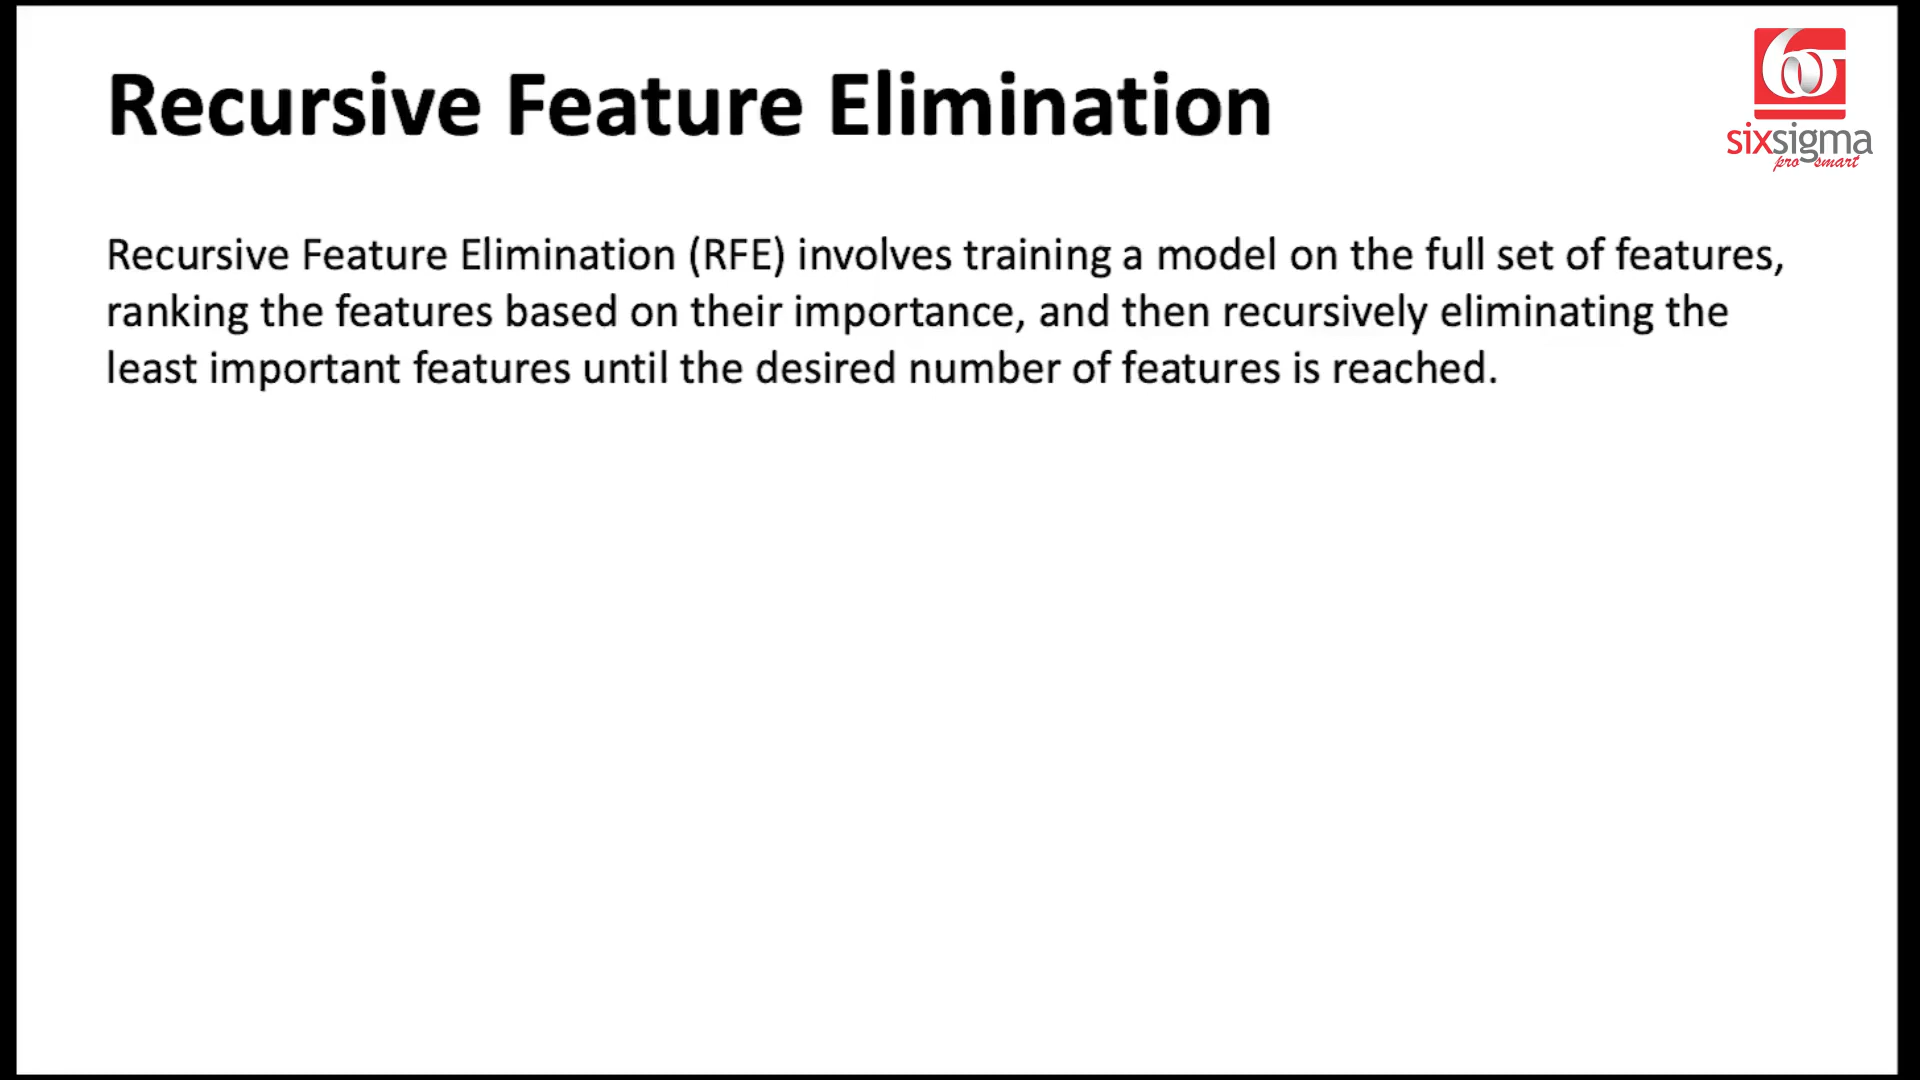 Recursive Feature Elimination
sixsigma
pro smart
Recursive Feature Elimination (RFE) involves training a model on the full set of features,
ranking the features based on their importance, and then recursively eliminating the
least important features until the desired number of features is reached.